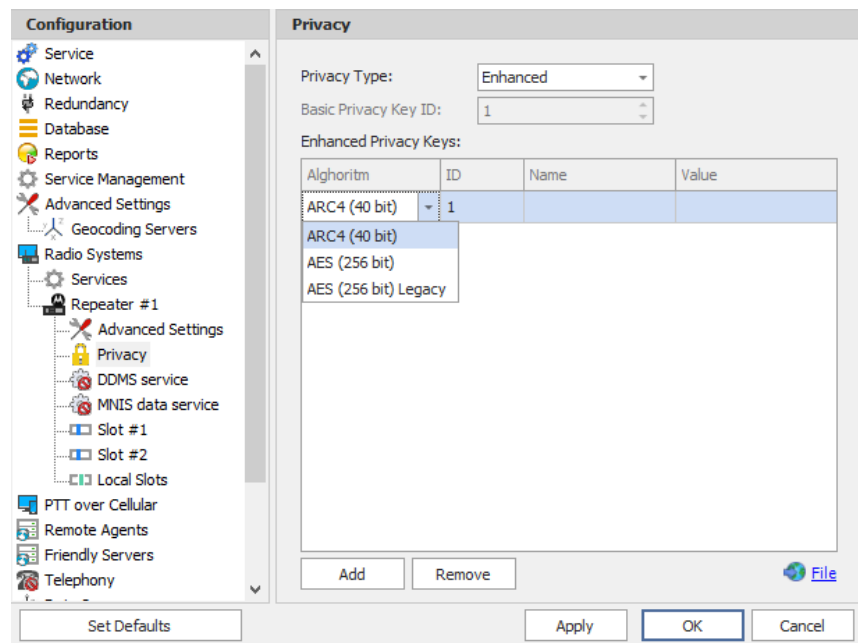 Configuration
Service
Network
Redundancy
Database
Reports
Service Management
Advanced Settings
Geocoding Servers
Radio Systems
Services
Repeater #1
Advanced Settings
Privacy
DDMS service
MNIS data service
Slot #1
Slot #2
Local Slots
PTT over Cellular
Remote Agents
Friendly Servers
Telephony
Set Defaults
Privacy
Privacy Type: Enhanced
Basic Privacy Key ID: 1
Enhanced Privacy Keys:
Alghoritm ID Name Value
ARC4 (40 bit) 1
ARC4 (40 bit)
AES (256 bit)
AES (256 bit) Legacy
Add Remove File
Apply OK Cancel